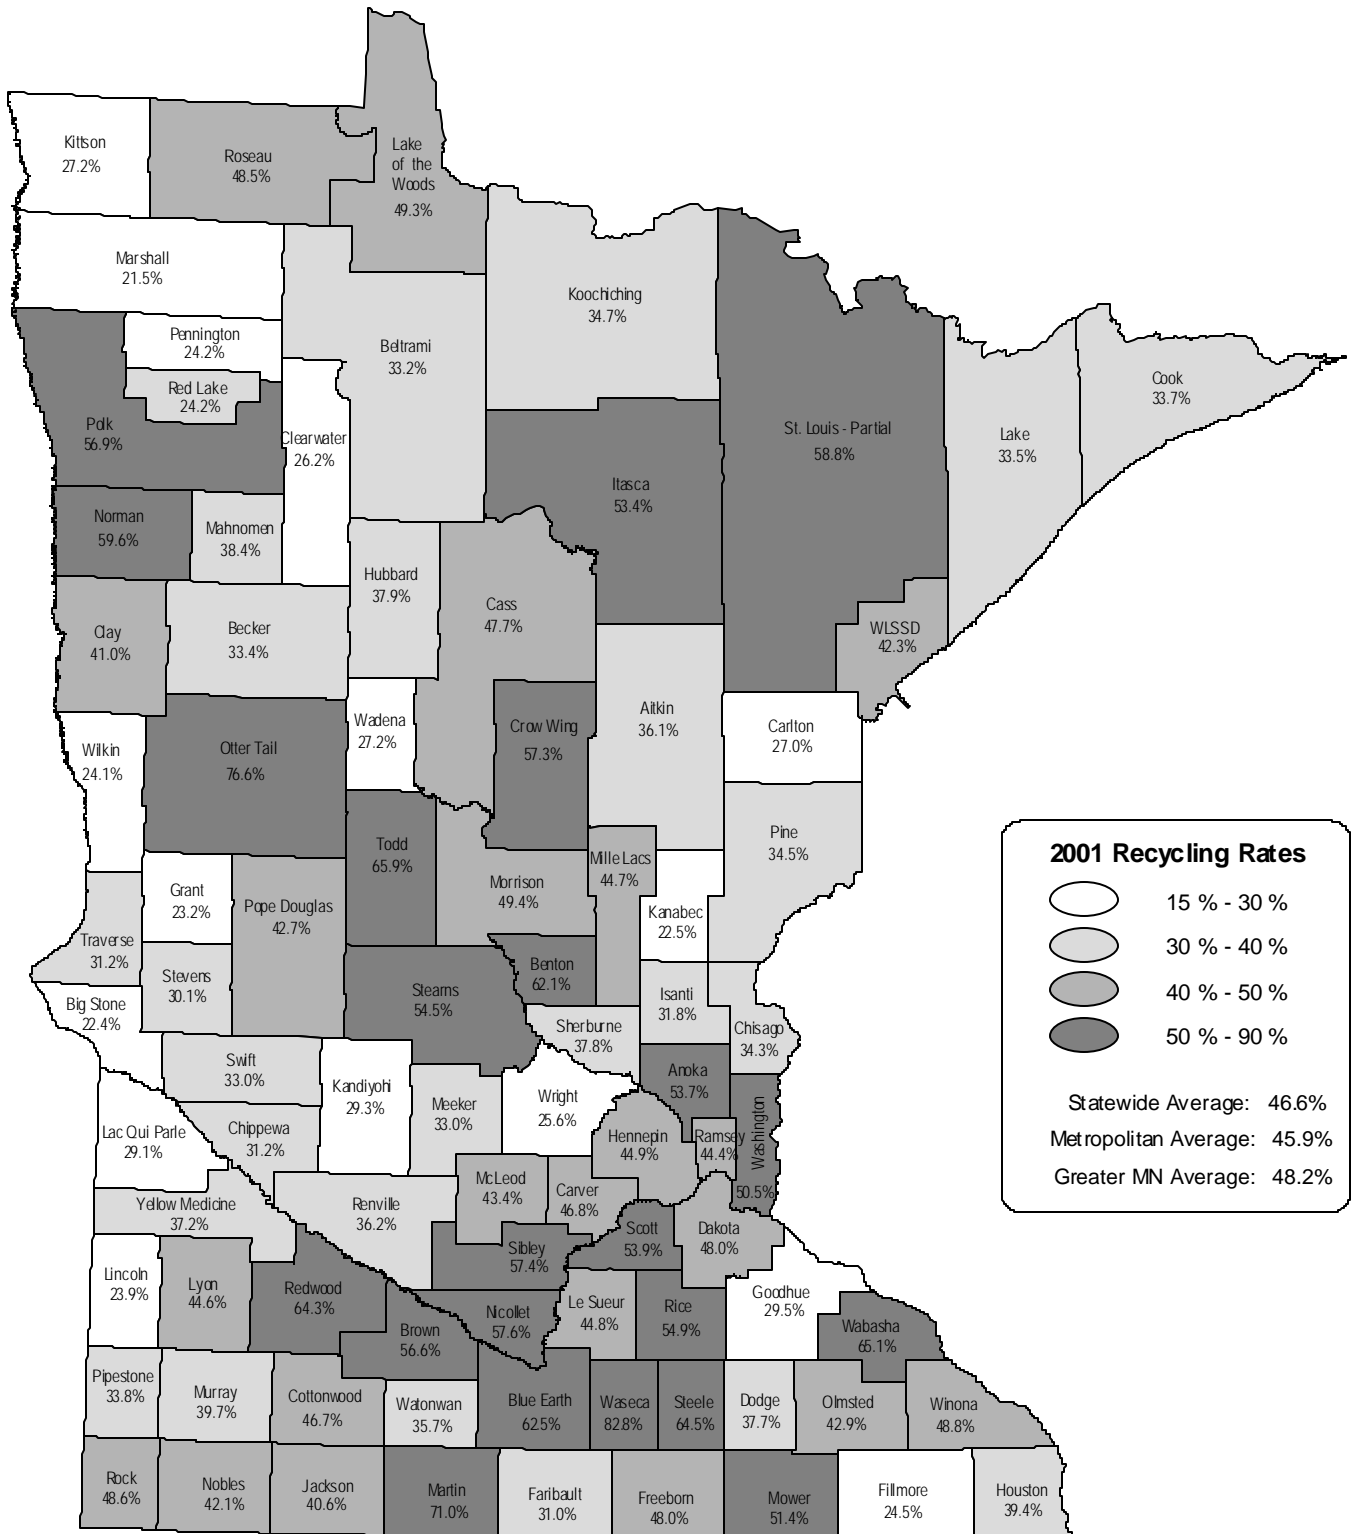 Kittson
27.2%
Roseau
48.5%
Lake
of the
Woods
49.3%
Marshall
21.5%
Koochiching
34.7%
Pennington
24.2%
Beltrami
33.2%
Red Lake
24.2%
Cook
33.7%
Polk
56.9%
Clearwater
26.2%
St. Louis - Partial
58.8%
Lake
33.5%
Itasca
53.4%
Norman
59.6%
Mahnomen
38.4%
Hubbard
37.9%
Cass
47.7%
Clay
41.0%
Becker
33.4%
WLSSD
42.3%
Wadena
27.2%
Crow Wing
57.3%
Aitkin
36.1%
Carlton
27.0%
Wilkin
24.1%
Otter Tail
76.6%
Todd
65.9%
Pine
34.5%
Mille Lacs
44.7%
Morrison
49.4%
Grant
23.2%
Pope Douglas
42.7%
Kanabec
22.5%
Traverse
31.2%
Stevens
30.1%
Benton
62.1%
Stearns
54.5%
Isanti
31.8%
Big Stone
22.4%
Sherburne
37.8%
Chisago
34.3%
Swift
33.0%
Kandiyohi
29.3%
Meeker
33.0%
Wright
25.6%
Anoka
53.7%
Washington
50.5%
Lac Qui Parle
29.1%
Chippewa
31.2%
Hennepin
44.9%
Ramsey
44.4%
McLeod
43.4%
Carver
46.8%
Yellow Medicine
37.2%
Renville
36.2%
Scott
53.9%
Dakota
48.0%
Sibley
57.4%
Lincoln
23.9%
Lyon
44.6%
Redwood
64.3%
Nicollet
57.6%
Le Sueur
44.8%
Rice
54.9%
Goodhue
29.5%
Brown
56.6%
Wabasha
65.1%
Pipestone
33.8%
Murray
39.7%
Cottonwood
46.7%
Watonwan
35.7%
Blue Earth
62.5%
Waseca
82.8%
Steele
64.5%
Dodge
37.7%
Olmsted
42.9%
Winona
48.8%
Rock
48.6%
Nobles
42.1%
Jackson
40.6%
Martin
71.0%
Faribault
31.0%
Freeborn
48.0%
Mower
51.4%
Fillmore
24.5%
Houston
39.4%
2001 Recycling Rates
15 % - 30 %
30 % - 40 %
40 % - 50 %
50 % - 90 %
Statewide Average: 46.6%
Metropolitan Average: 45.9%
Greater MN Average: 48.2%